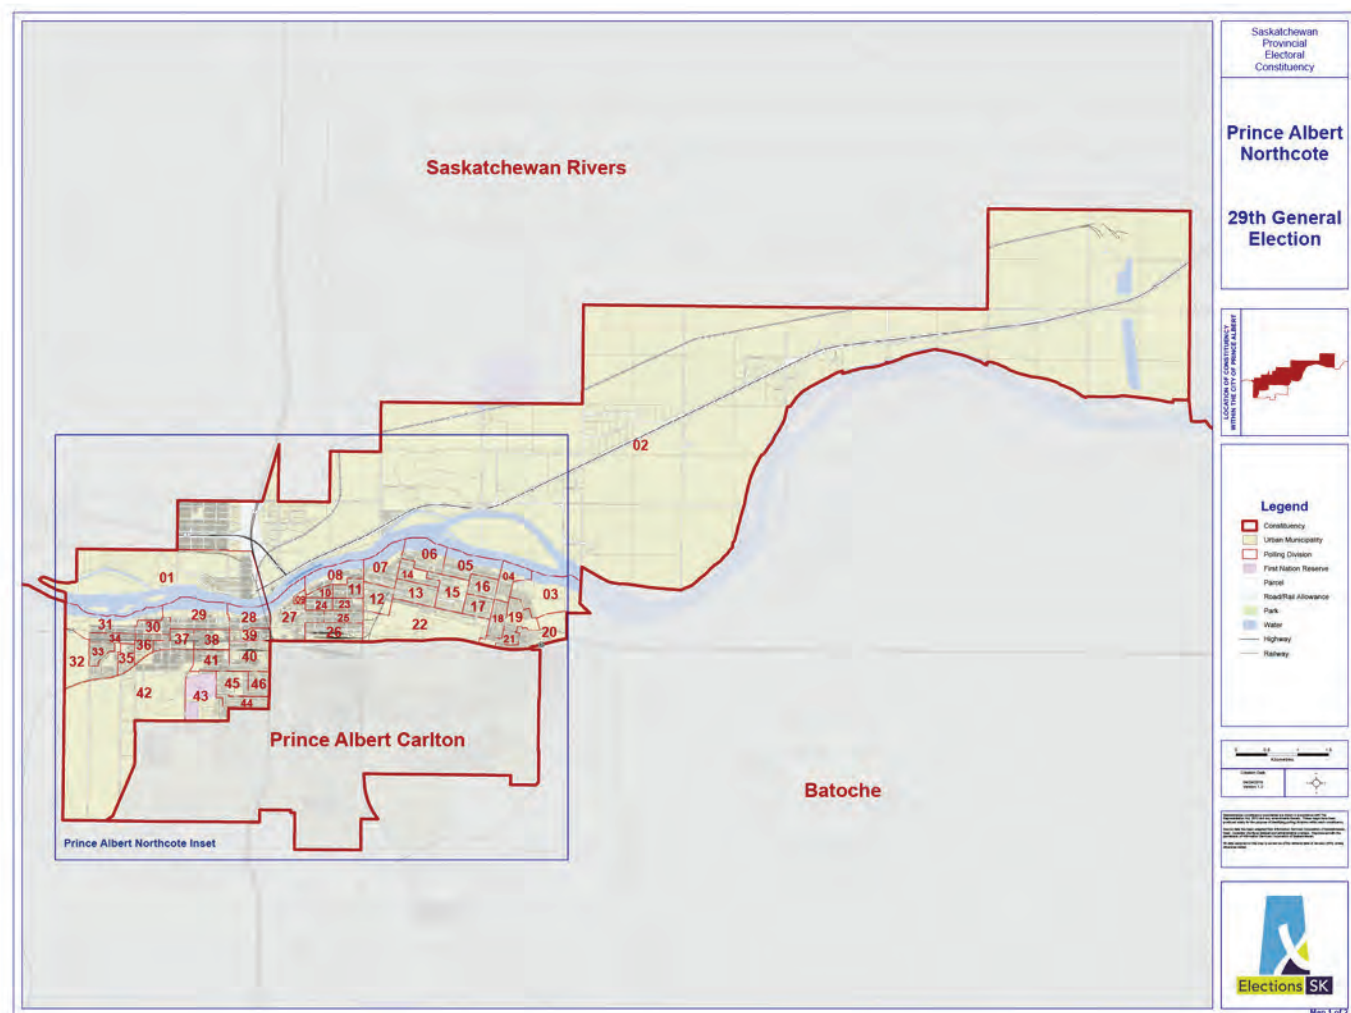 Saskatchewan
Provincial
Electoral
Constituency
Prince Albert
Northcote
29th General
Election
LOCATION OF CONSTITUENCY
WITHIN THE CITY OF PRINCE ALBERT
Legend
Constituency
Urban Municipality
Polling Division
First Nation Reserve
Parcel
Road/Rail Allowance
Park
Water
Highway
Railway
Kilometres
Elections SK
Map 1 of 2
Saskatchewan Rivers
02
01
06
05
04
03
07
08
14
13
15
16
17
18
19
20
21
22
10
11
12
24
23
25
26
27
28
29
30
31
32
33
34
35
36
37
38
39
40
41
42
43
44
45
46
Prince Albert Carlton
Batoche
Prince Albert Northcote Inset